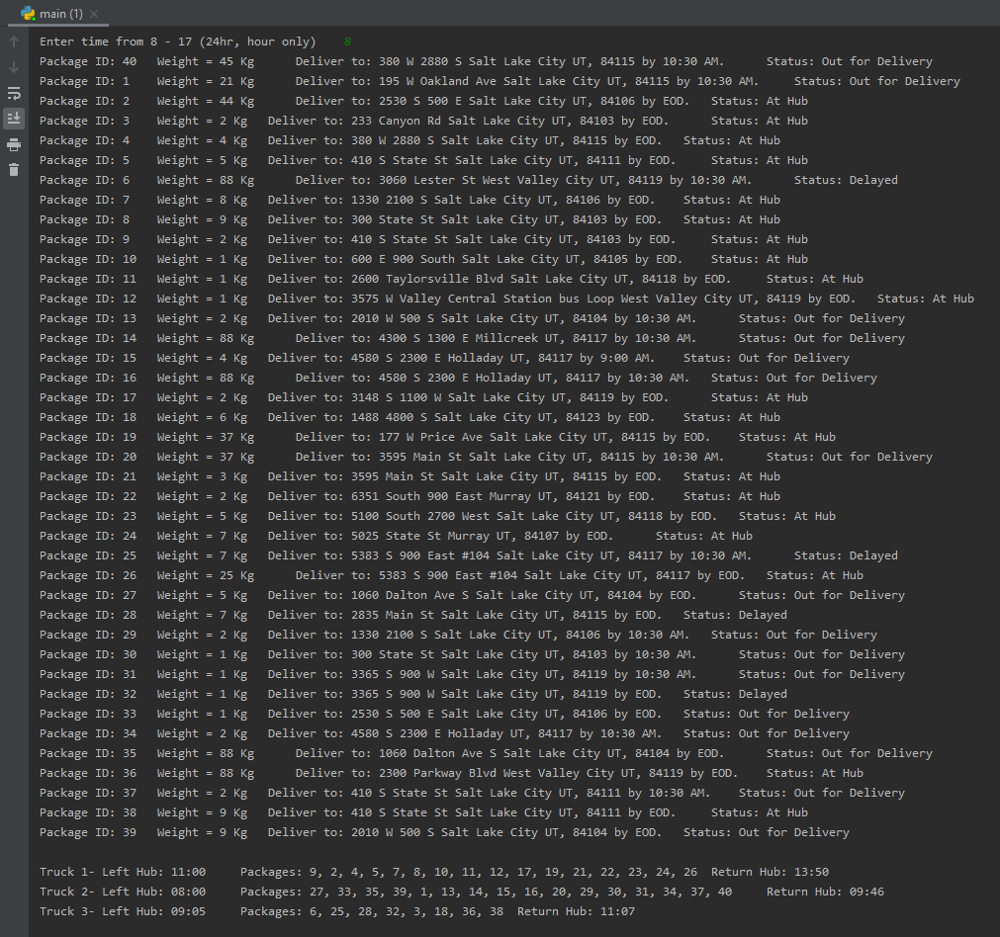 main (1)
Enter time from 8 - 17 (24hr, hour only) 8
Package ID: 40 Weight = 45 Kg Deliver to: 380 W 2880 S Salt Lake City UT, 84115 by 10:30 AM. Status: Out for Delivery
Package ID: 1 Weight = 21 Kg Deliver to: 195 W Oakland Ave Salt Lake City UT, 84115 by 10:30 AM. Status: Out for Delivery
Package ID: 2 Weight = 44 Kg Deliver to: 2530 S 500 E Salt Lake City UT, 84106 by EOD. Status: At Hub
Package ID: 3 Weight = 2 Kg Deliver to: 233 Canyon Rd Salt Lake City UT, 84103 by EOD. Status: At Hub
Package ID: 4 Weight = 4 Kg Deliver to: 380 W 2880 S Salt Lake City UT, 84115 by EOD. Status: At Hub
Package ID: 5 Weight = 5 Kg Deliver to: 410 S State St Salt Lake City UT, 84111 by EOD. Status: At Hub
Package ID: 6 Weight = 88 Kg Deliver to: 3060 Lester St West Valley City UT, 84119 by 10:30 AM. Status: Delayed
Package ID: 7 Weight = 8 Kg Deliver to: 1330 2100 S Salt Lake City UT, 84106 by EOD. Status: At Hub
Package ID: 8 Weight = 9 Kg Deliver to: 300 State St Salt Lake City UT, 84103 by EOD. Status: At Hub
Package ID: 9 Weight = 2 Kg Deliver to: 410 S State St Salt Lake City UT, 84103 by EOD. Status: At Hub
Package ID: 10 Weight = 1 Kg Deliver to: 600 E 900 South Salt Lake City UT, 84105 by EOD. Status: At Hub
Package ID: 11 Weight = 1 Kg Deliver to: 2600 Taylorsville Blvd Salt Lake City UT, 84118 by EOD. Status: At Hub
Package ID: 12 Weight = 1 Kg Deliver to: 3575 W Valley Central Station bus Loop West Valley City UT, 84119 by EOD. Status: At Hub
Package ID: 13 Weight = 2 Kg Deliver to: 2010 W 500 S Salt Lake City UT, 84104 by 10:30 AM. Status: Out for Delivery
Package ID: 14 Weight = 88 Kg Deliver to: 4300 S 1300 E Millcreek UT, 84117 by 10:30 AM. Status: Out for Delivery
Package ID: 15 Weight = 4 Kg Deliver to: 4580 S 2300 E Holladay UT, 84117 by 9:00 AM. Status: Out for Delivery
Package ID: 16 Weight = 88 Kg Deliver to: 4580 S 2300 E Holladay UT, 84117 by 10:30 AM. Status: Out for Delivery
Package ID: 17 Weight = 2 Kg Deliver to: 3148 S 1100 W Salt Lake City UT, 84119 by EOD. Status: At Hub
Package ID: 18 Weight = 6 Kg Deliver to: 1488 4800 S Salt Lake City UT, 84123 by EOD. Status: At Hub
Package ID: 19 Weight = 37 Kg Deliver to: 177 W Price Ave Salt Lake City UT, 84115 by EOD. Status: At Hub
Package ID: 20 Weight = 37 Kg Deliver to: 3595 Main St Salt Lake City UT, 84115 by 10:30 AM. Status: Out for Delivery
Package ID: 21 Weight = 3 Kg Deliver to: 3595 Main St Salt Lake City UT, 84115 by EOD. Status: At Hub
Package ID: 22 Weight = 2 Kg Deliver to: 6351 South 900 East Murray UT, 84121 by EOD. Status: At Hub
Package ID: 23 Weight = 5 Kg Deliver to: 5100 South 2700 West Salt Lake City UT, 84118 by EOD. Status: At Hub
Package ID: 24 Weight = 7 Kg Deliver to: 5025 State St Murray UT, 84107 by EOD. Status: At Hub
Package ID: 25 Weight = 7 Kg Deliver to: 5383 S 900 East #104 Salt Lake City UT, 84117 by 10:30 AM. Status: Delayed
Package ID: 26 Weight = 25 Kg Deliver to: 5383 S 900 East #104 Salt Lake City UT, 84117 by EOD. Status: At Hub
Package ID: 27 Weight = 5 Kg Deliver to: 1060 Dalton Ave S Salt Lake City UT, 84104 by EOD. Status: Out for Delivery
Package ID: 28 Weight = 7 Kg Deliver to: 2835 Main St Salt Lake City UT, 84115 by EOD. Status: Delayed
Package ID: 29 Weight = 2 Kg Deliver to: 1330 2100 S Salt Lake City UT, 84106 by 10:30 AM. Status: Out for Delivery
Package ID: 30 Weight = 1 Kg Deliver to: 300 State St Salt Lake City UT, 84103 by 10:30 AM. Status: Out for Delivery
Package ID: 31 Weight = 1 Kg Deliver to: 3365 S 900 W Salt Lake City UT, 84119 by 10:30 AM. Status: Out for Delivery
Package ID: 32 Weight = 1 Kg Deliver to: 3365 S 900 W Salt Lake City UT, 84119 by EOD. Status: Delayed
Package ID: 33 Weight = 1 Kg Deliver to: 2530 S 500 E Salt Lake City UT, 84106 by EOD. Status: Out for Delivery
Package ID: 34 Weight = 2 Kg Deliver to: 4580 S 2300 E Holladay UT, 84117 by 10:30 AM. Status: Out for Delivery
Package ID: 35 Weight = 88 Kg Deliver to: 1060 Dalton Ave S Salt Lake City UT, 84104 by EOD. Status: Out for Delivery
Package ID: 36 Weight = 88 Kg Deliver to: 2300 Parkway Blvd West Valley City UT, 84119 by EOD. Status: At Hub
Package ID: 37 Weight = 2 Kg Deliver to: 410 S State St Salt Lake City UT, 84111 by 10:30 AM. Status: Out for Delivery
Package ID: 38 Weight = 9 Kg Deliver to: 410 S State St Salt Lake City UT, 84111 by EOD. Status: At Hub
Package ID: 39 Weight = 9 Kg Deliver to: 2010 W 500 S Salt Lake City UT, 84104 by EOD. Status: Out for Delivery
Truck 1- Left Hub: 11:00 Packages: 9, 2, 4, 5, 7, 8, 10, 11, 12, 17, 19, 21, 22, 23, 24, 26 Return Hub: 13:50
Truck 2- Left Hub: 08:00 Packages: 27, 33, 35, 39, 1, 13, 14, 15, 16, 20, 29, 30, 31, 34, 37, 40 Return Hub: 09:46
Truck 3- Left Hub: 09:05 Packages: 6, 25, 28, 32, 3, 18, 36, 38 Return Hub: 11:07